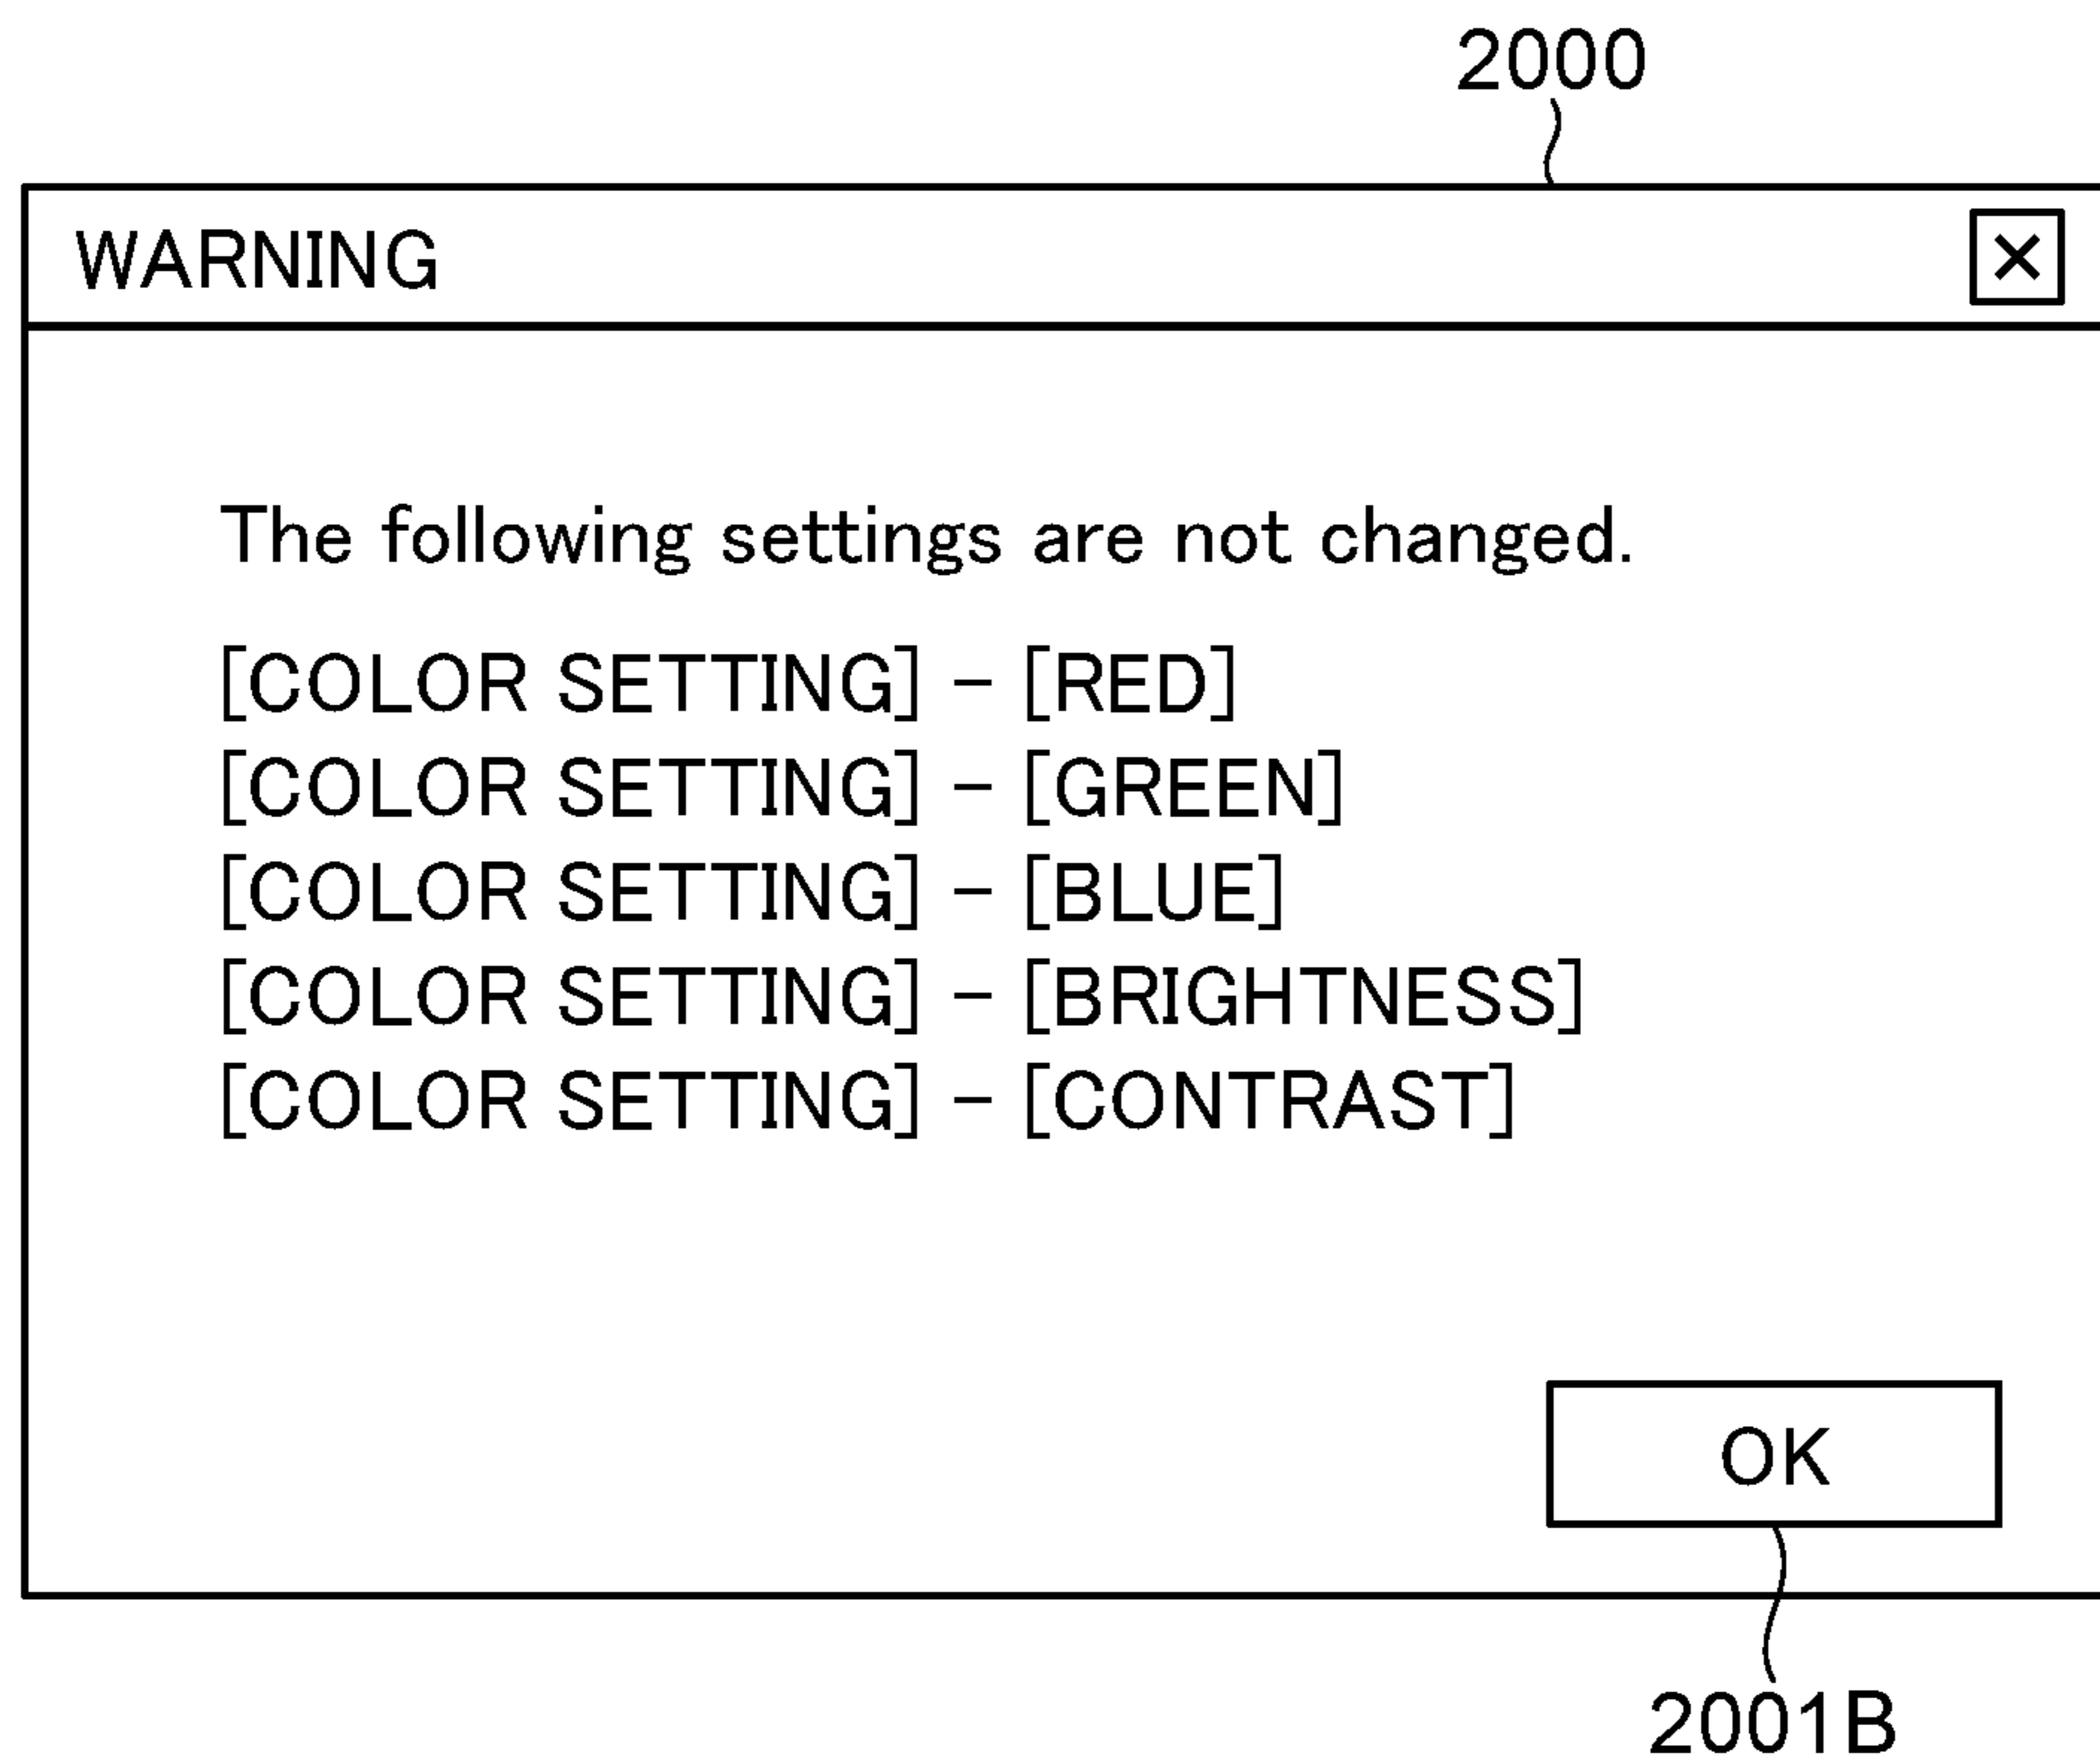 2000
WARNING
The following settings are not changed.
[COLOR SETTING] - [RED]
[COLOR SETTING] - [GREEN]
[COLOR SETTING] - [BLUE]
[COLOR SETTING] - [BRIGHTNESS]
[COLOR SETTING] - [CONTRAST]
OK
2001B